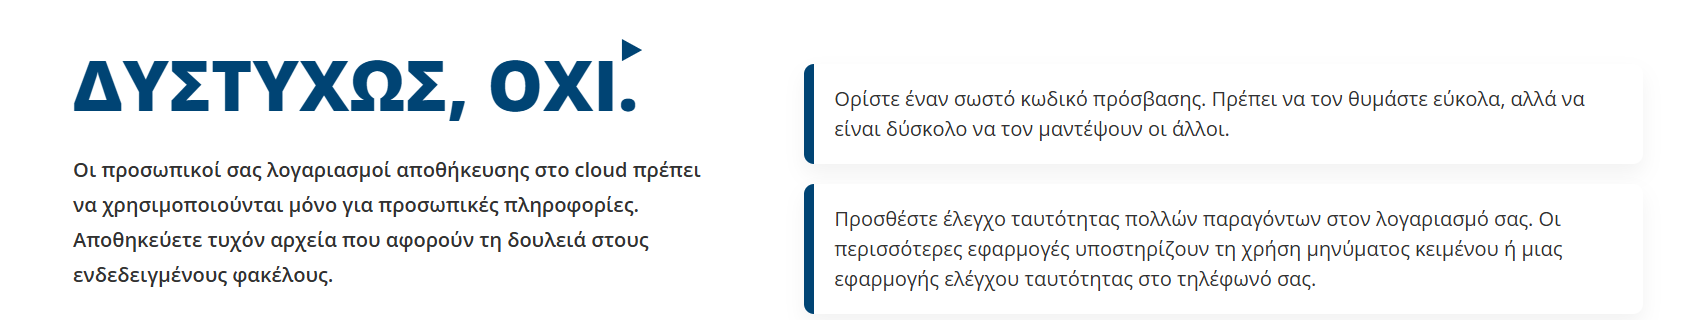 ΔΥΣΤΥΧΩΣ, ΟΧΙ.
Οι προσωπικοί σας λογαριασμοί αποθήκευσης στο cloud πρέπει
να χρησιμοποιούνται μόνο για προσωπικές πληροφορίες.
Αποθηκεύετε τυχόν αρχεία που αφορούν τη δουλειά στους
ενδεδειγμένους φακέλους.
Ορίστε έναν σωστό κωδικό πρόσβασης. Πρέπει να τον θυμάστε εύκολα, αλλά να
είναι δύσκολο να τον μαντέψουν οι άλλοι.
Προσθέστε έλεγχο ταυτότητας πολλών παραγόντων στον λογαριασμό σας. Οι
περισσότερες εφαρμογές υποστηρίζουν τη χρήση μηνύματος κειμένου ή μιας
εφαρμογής ελέγχου ταυτότητας στο τηλέφωνό σας.